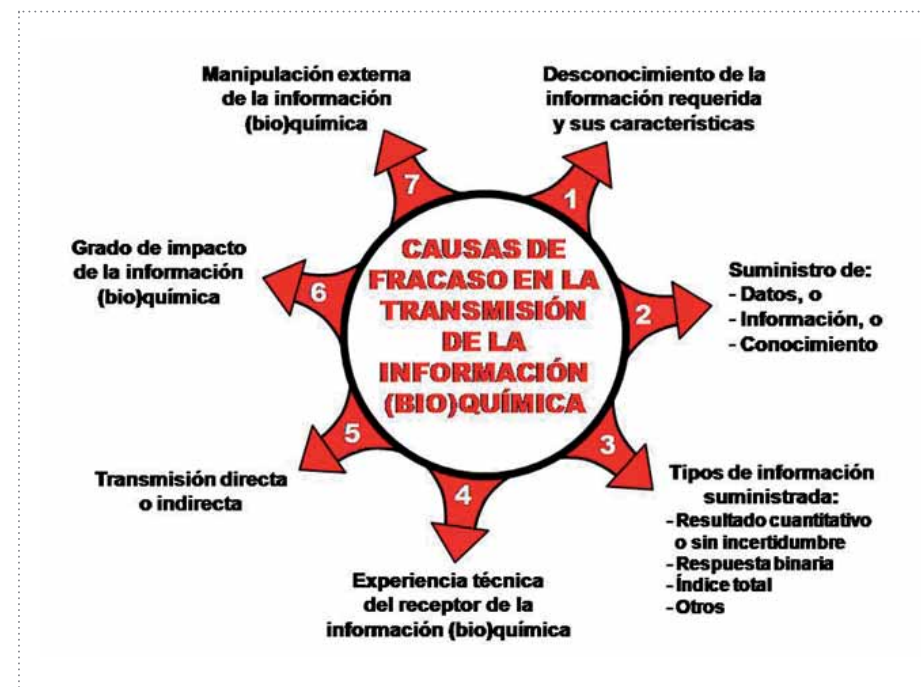 CAUSAS DE
FRACASO EN LA
TRANSMISIÓN
DE LA
INFORMACIÓN
(BIO)QUÍMICA
1
Desconocimiento de la
información requerida
y sus características
2
Suministro de:
- Datos, o
- Información, o
- Conocimiento
3
Tipos de información
suministrada:
- Resultado cuantitativo
o sin incertidumbre
- Respuesta binaria
- Índice total
- Otros
4
Experiencia técnica
del receptor de la
información (bio)química
5
Transmisión directa
o indirecta
6
Grado de impacto
de la información
(bio)química
7
Manipulación externa
de la información
(bio)química